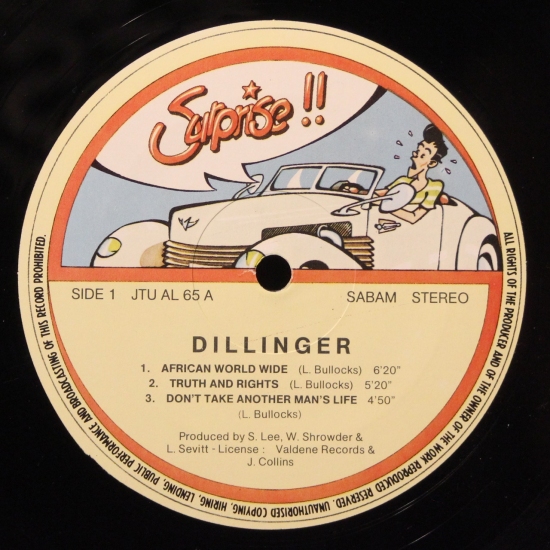 Surprise !!
SIDE 1 JTU AL 65 A
SABAM STEREO
DILLINGER
1. AFRICAN WORLD WIDE (L. Bullocks) 6'20"
2. TRUTH AND RIGHTS (L. Bullocks) 5'20"
3. DON'T TAKE ANOTHER MAN'S LIFE 4'50"
(L. Bullocks)
Produced by S. Lee, W. Shrowder &
L. Sevitt - License : Valdene Records &
J. Collins
ALL RIGHTS OF THE PRODUCER AND OF THE OWNER OF THE WORK REPRODUCED RESERVED. UNAUTHORISED COPYING, HIRING, LENDING, PUBLIC PERFORMANCE AND BROADCASTING OF THIS RECORD PROHIBITED.